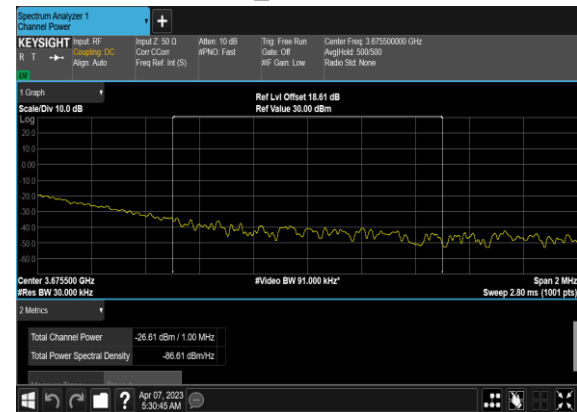 Spectrum Analyzer 1
Channel Power
+
KEYSIGHT Input: RF Input Z: 50 Ω Atten: 10 dB Trig: Free Run Center Freq: 3.675500000 GHz
R T Coupling: DC Corr CCorr #PNO: Fast Gate: Off Avg|Hold: 500/500
Align: Auto Freq Ref: Int (S) #IF Gain: Low Radio Std: None
1 Graph
Ref Lvl Offset 18.61 dB
Scale/Div 10.0 dB Ref Value 30.00 dBm
Log
20.0
10.0
0.00
-10.0
-20.0
-30.0
-40.0
-50.0
-60.0
Center 3.675500 GHz #Video BW 91.000 kHz* Span 2 MHz
#Res BW 30.000 kHz Sweep 2.80 ms (1001 pts)
2 Metrics
Total Channel Power -26.61 dBm / 1.00 MHz
Total Power Spectral Density -86.61 dBm/Hz
? Apr 07, 2023
5:30:45 AM